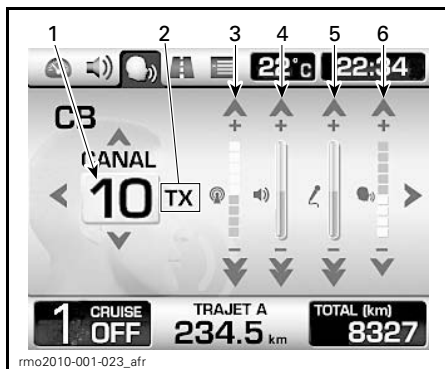 1 2 3 4 5 6
22°c 22:34
CB
CANAL
10 TX
+ + + +
- - - -
1 CRUISE OFF
TRAJET A
234.5 km
TOTAL (km)
8327
rmo2010-001-023_afr